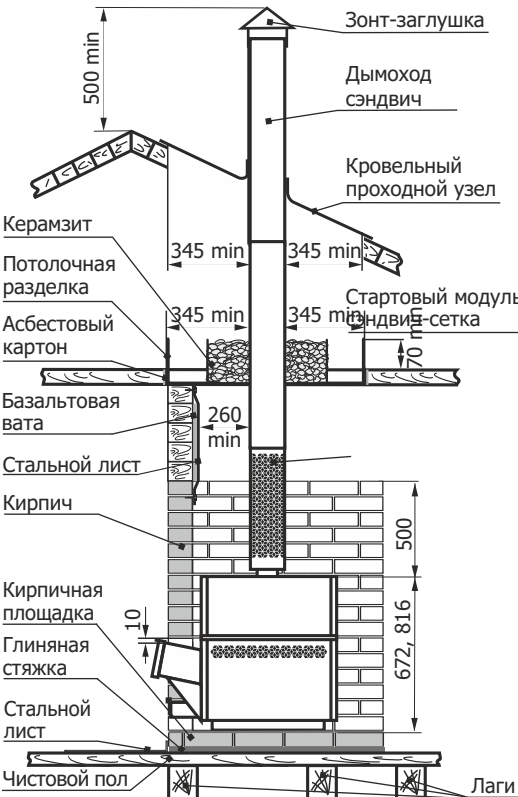 500 min
Зонт-заглушка
Дымоход
сэндвич
Кровельный
проходной узел
Керамзит
345 min
345 min
Потолочная
разделка
Стартовый модуль
сэндвич-сетка
345 min
345 min
70 min
Асбестовый
картон
Базальтовая
вата
260
min
Стальной лист
Кирпич
500
Кирпичная
площадка
10
672, 816
Глиняная
стяжка
Стальной
лист
Чистовой пол
Лаги